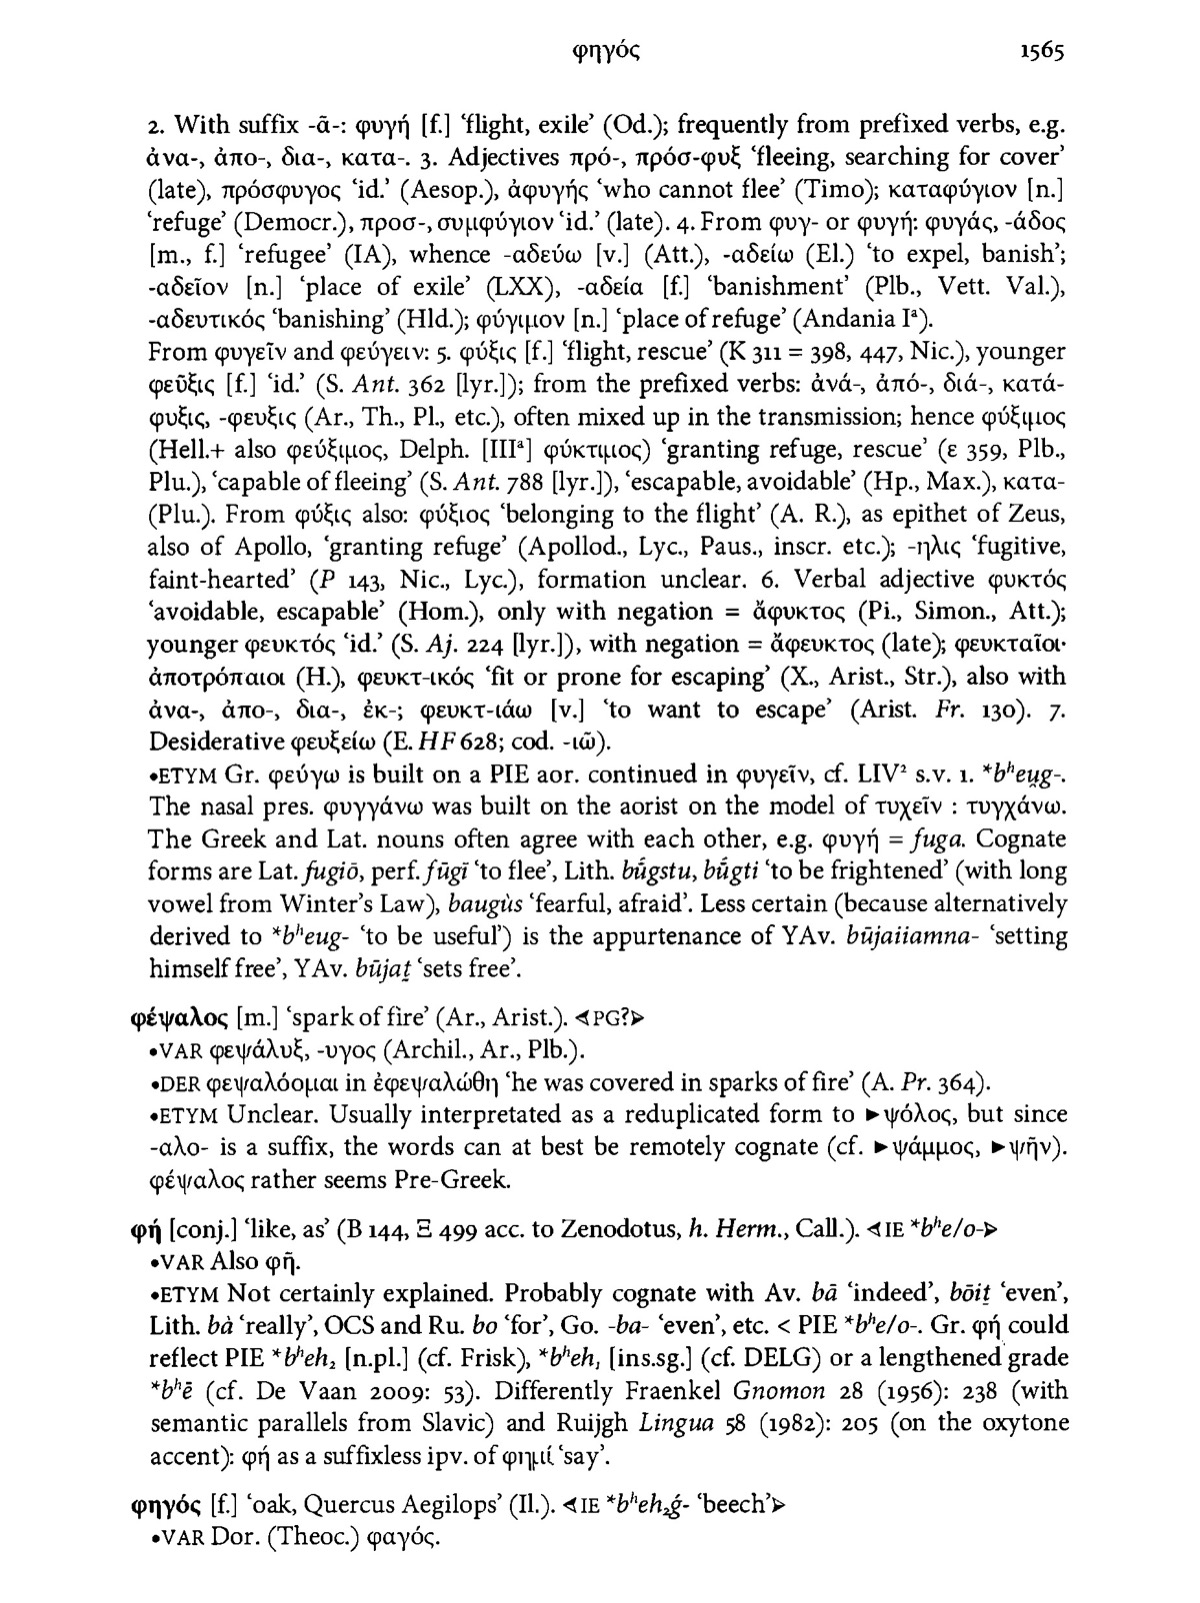 φηγός 1565
2. With suffix -ᾱ-: φυγή [f.] ‘flight, exile’ (Od.); frequently from prefixed verbs, e.g.
ἀνα-, ἀπο-, δια-, κατα-. 3. Adjectives πρό-, πρόσ-φυξ ‘fleeing, searching for cover’
(late), πρόσφυγος ‘id.’ (Aesop.), ἀφυγής ‘who cannot flee’ (Timo); καταφύγιον [n.]
‘refuge’ (Democr.), προσ-, συμφύγιον ‘id.’ (late). 4. From φυγ- or φυγή: φυγάς, -άδος
[m., f.] ‘refugee’ (IA), whence -αδεύω [v.] (Att.), -αδείω (El.) ‘to expel, banish’;
-αδεῖον [n.] ‘place of exile’ (LXX), -αδεία [f.] ‘banishment’ (Plb., Vett. Val.),
-αδευτικός ‘banishing’ (Hld.); φύγιμον [n.] ‘place of refuge’ (Andania Iᵃ).
From φυγεῖν and φεύγειν: 5. φύξις [f.] ‘flight, rescue’ (K 311 = 398, 447, Nic.), younger
φεῦξις [f.] ‘id.’ (S. Ant. 362 [lyr.]); from the prefixed verbs: ἀνά-, ἀπό-, διά-, κατά-
φυξις, -φευξις (Ar., Th., Pl., etc.), often mixed up in the transmission; hence φύξιμος
(Hell.+ also φεύξιμος, Delph. [IIIᵃ] φύκτιμος) ‘granting refuge, rescue’ (ε 359, Plb.,
Plu.), ‘capable of fleeing’ (S. Ant. 788 [lyr.]), ‘escapable, avoidable’ (Hp., Max.), κατα-
(Plu.). From φύξις also: φύξιος ‘belonging to the flight’ (A. R.), as epithet of Zeus,
also of Apollo, ‘granting refuge’ (Apollod., Lyc., Paus., inscr. etc.); -ηλις ‘fugitive,
faint-hearted’ (P 143, Nic., Lyc.), formation unclear. 6. Verbal adjective φυκτός
‘avoidable, escapable’ (Hom.), only with negation = ἄφυκτος (Pi., Simon., Att.);
younger φευκτός ‘id.’ (S. Aj. 224 [lyr.]), with negation = ἄφευκτος (late); φευκταῖοι·
ἀποτρόπαιοι (H.), φευκτ-ικός ‘fit or prone for escaping’ (X., Arist., Str.), also with
ἀνα-, ἀπο-, δια-, ἐκ-; φευκτ-ιάω [v.] ‘to want to escape’ (Arist. Fr. 130). 7.
Desiderative φευξείω (E. HF 628; cod. -ιῶ).
•ETYM Gr. φεύγω is built on a PIE aor. continued in φυγεῖν, cf. LIV² s.v. 1. *bʰeu̯g-.
The nasal pres. φυγγάνω was built on the aorist on the model of τυχεῖν : τυγχάνω.
The Greek and Lat. nouns often agree with each other, e.g. φυγή = fuga. Cognate
forms are Lat. fugiō, perf. fūgī ‘to flee’, Lith. bū́gstu, bū́gti ‘to be frightened’ (with long
vowel from Winter’s Law), baugùs ‘fearful, afraid’. Less certain (because alternatively
derived to *bʰeug- ‘to be useful’) is the appurtenance of YAv. būjaiiamna- ‘setting
himself free’, YAv. būjat̰ ‘sets free’.
φέψαλος [m.] ‘spark of fire’ (Ar., Arist.). ⋖PG?⋗
•VAR φεψάλυξ, -υγος (Archil., Ar., Plb.).
•DER φεψαλόομαι in ἐφεψαλώθη ‘he was covered in sparks of fire’ (A. Pr. 364).
•ETYM Unclear. Usually interpretated as a reduplicated form to ►ψόλος, but since
-αλο- is a suffix, the words can at best be remotely cognate (cf. ►ψάμμος, ►ψῆν).
φέψαλος rather seems Pre-Greek.
φή [conj.] ‘like, as’ (B 144, Ξ 499 acc. to Zenodotus, h. Herm., Call.). ⋖IE *bʰe/o-⋗
•VAR Also φῆ.
•ETYM Not certainly explained. Probably cognate with Av. bā ‘indeed’, bōit̰ ‘even’,
Lith. bà ‘really’, OCS and Ru. bo ‘for’, Go. -ba- ‘even’, etc. < PIE *bʰe/o-. Gr. φή could
reflect PIE *bʰeh₂ [n.pl.] (cf. Frisk), *bʰeh₁ [ins.sg.] (cf. DELG) or a lengthened grade
*bʰē (cf. De Vaan 2009: 53). Differently Fraenkel Gnomon 28 (1956): 238 (with
semantic parallels from Slavic) and Ruijgh Lingua 58 (1982): 205 (on the oxytone
accent): φή as a suffixless ipv. of φημί ‘say’.
φηγός [f.] ‘oak, Quercus Aegilops’ (Il.). ⋖IE *bʰeh₂ǵ- ‘beech’⋗
•VAR Dor. (Theoc.) φαγός.